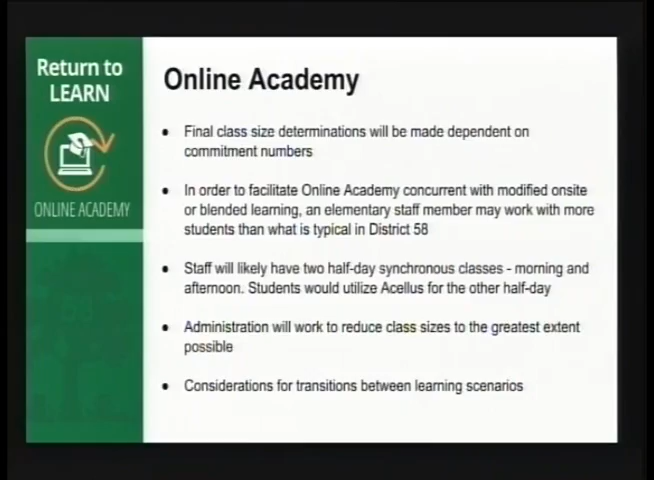 Return to
LEARN
ONLINE ACADEMY
Online Academy
• Final class size determinations will be made dependent on
commitment numbers
• In order to facilitate Online Academy concurrent with modified onsite
or blended learning, an elementary staff member may work with more
students than what is typical in District 58
• Staff will likely have two half-day synchronous classes - morning and
afternoon. Students would utilize Acellus for the other half-day
• Administration will work to reduce class sizes to the greatest extent
possible
• Considerations for transitions between learning scenarios